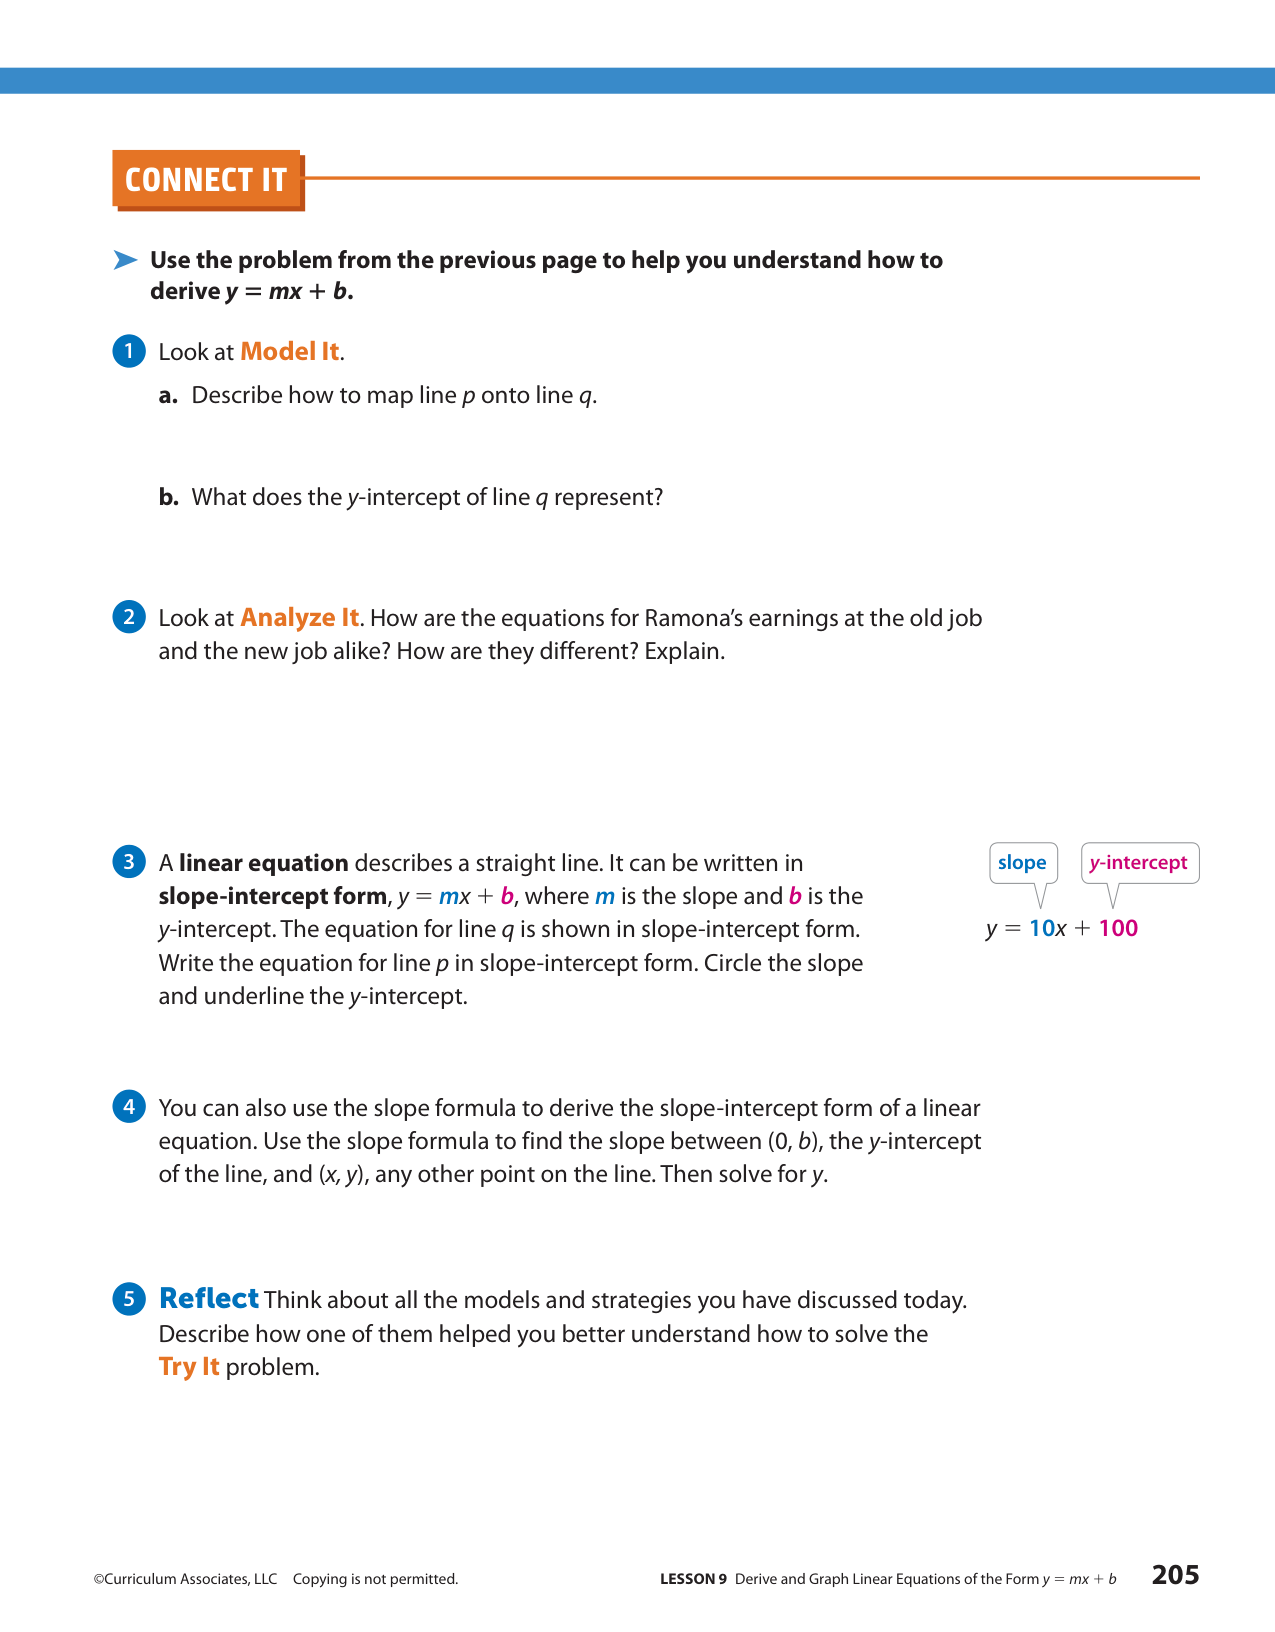 CONNECT IT
Use the problem from the previous page to help you understand how to
derive y = mx + b.
1 Look at Model It.
a. Describe how to map line p onto line q.
b. What does the y-intercept of line q represent?
2 Look at Analyze It. How are the equations for Ramona’s earnings at the old job
and the new job alike? How are they different? Explain.
3 A linear equation describes a straight line. It can be written in
slope-intercept form, y = mx + b, where m is the slope and b is the
y-intercept. The equation for line q is shown in slope-intercept form.
Write the equation for line p in slope-intercept form. Circle the slope
and underline the y-intercept.
slope y-intercept
y = 10x + 100
4 You can also use the slope formula to derive the slope-intercept form of a linear
equation. Use the slope formula to find the slope between (0, b), the y-intercept
of the line, and (x, y), any other point on the line. Then solve for y.
5 Reflect Think about all the models and strategies you have discussed today.
Describe how one of them helped you better understand how to solve the
Try It problem.
©Curriculum Associates, LLC Copying is not permitted.
LESSON 9 Derive and Graph Linear Equations of the Form y = mx + b 205